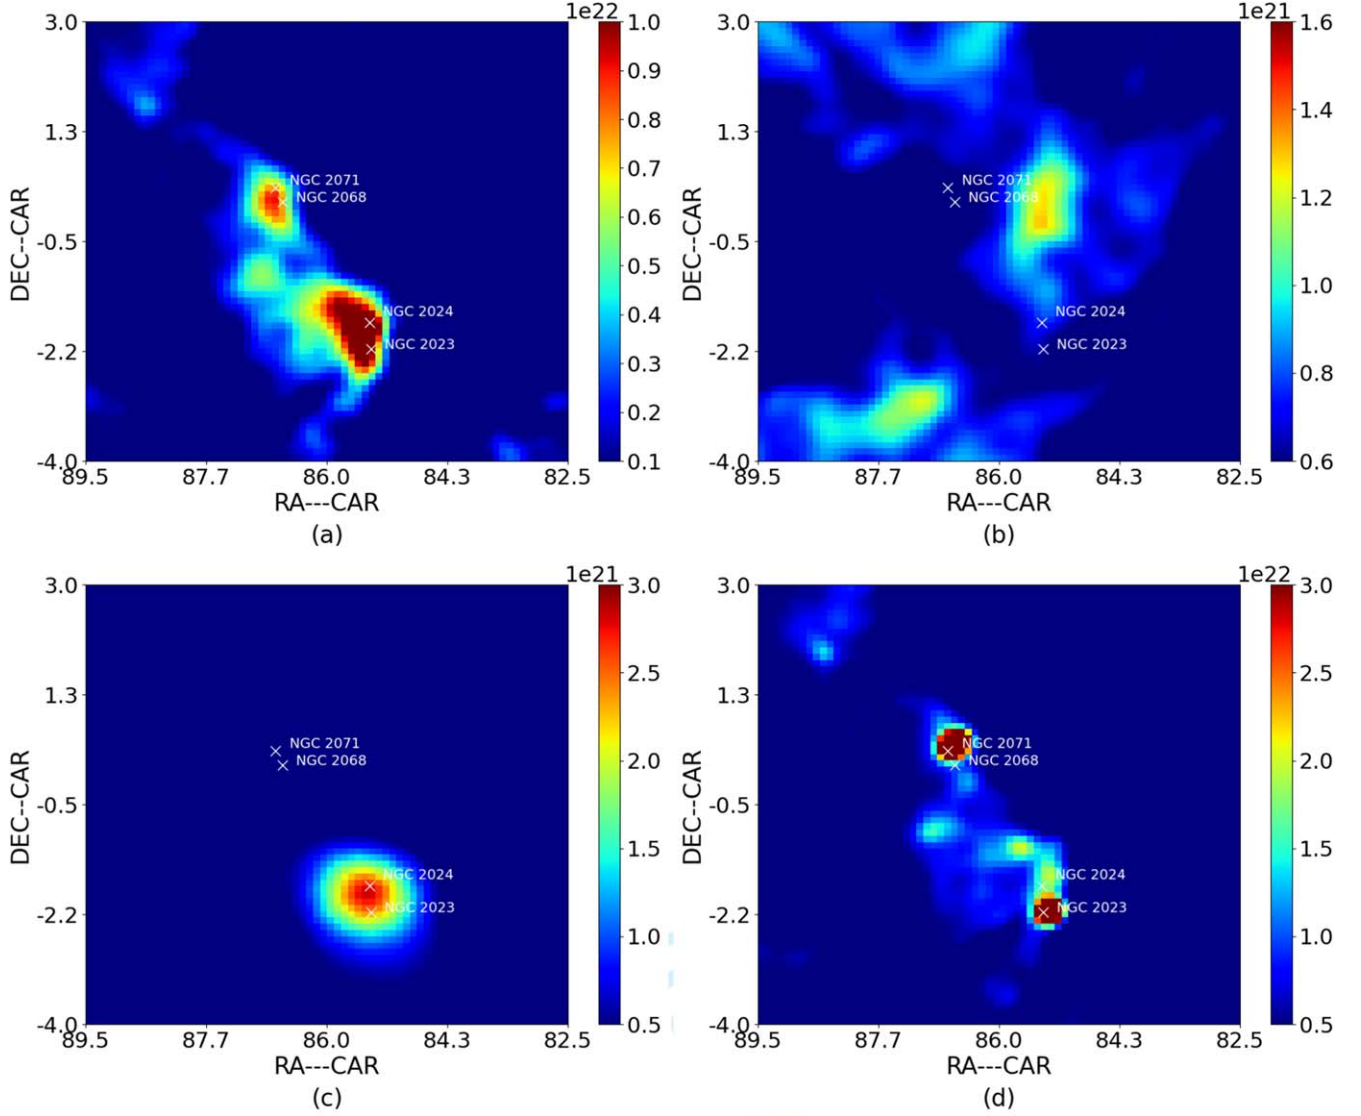 1e22
3.0
1.3
-0.5
-2.2
-4.0
DEC--CAR
NGC 2071
NGC 2068
NGC 2024
NGC 2023
89.5 87.7 86.0 84.3 82.5
RA---CAR
(a)
1.0
0.9
0.8
0.7
0.6
0.5
0.4
0.3
0.2
0.1
1e21
3.0
1.3
-0.5
-2.2
-4.0
DEC--CAR
NGC 2071
NGC 2068
NGC 2024
NGC 2023
89.5 87.7 86.0 84.3 82.5
RA---CAR
(b)
1.6
1.4
1.2
1.0
0.8
0.6
1e21
3.0
1.3
-0.5
-2.2
-4.0
DEC--CAR
NGC 2071
NGC 2068
NGC 2024
NGC 2023
89.5 87.7 86.0 84.3 82.5
RA---CAR
(c)
3.0
2.5
2.0
1.5
1.0
0.5
1e22
3.0
1.3
-0.5
-2.2
-4.0
DEC--CAR
NGC 2071
NGC 2068
NGC 2024
NGC 2023
89.5 87.7 86.0 84.3 82.5
RA---CAR
(d)
3.0
2.5
2.0
1.5
1.0
0.5